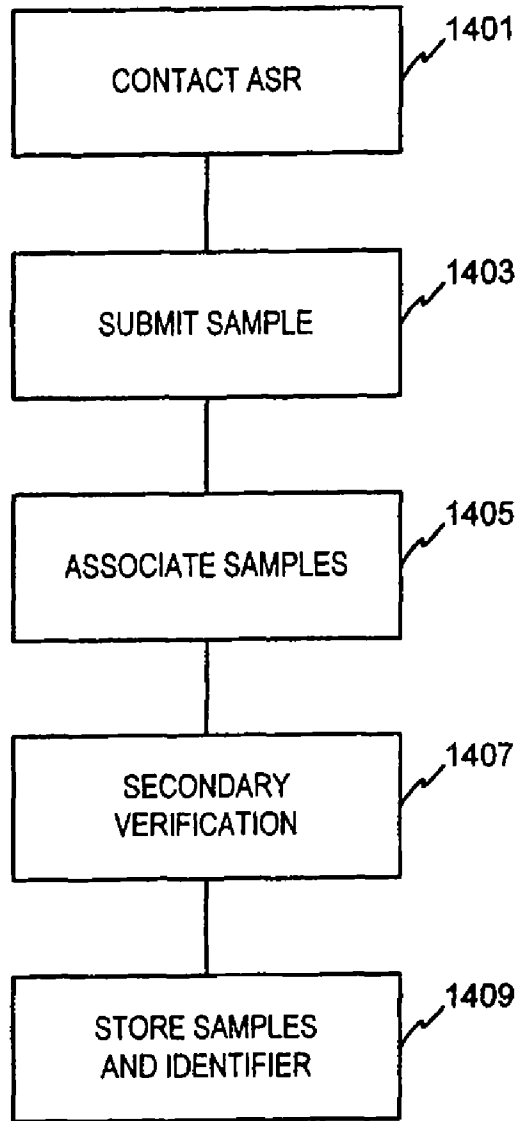 1401
CONTACT ASR
1403
SUBMIT SAMPLE
1405
ASSOCIATE SAMPLES
1407
SECONDARY
VERIFICATION
1409
STORE SAMPLES
AND IDENTIFIER